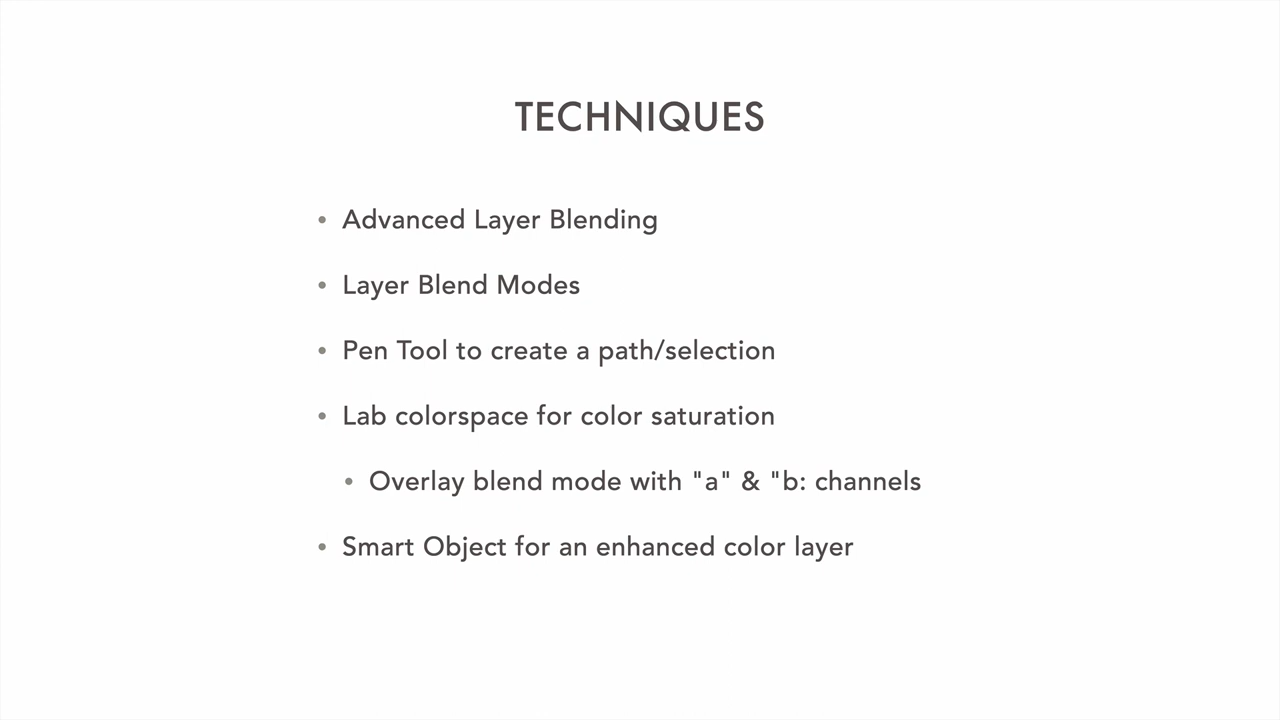 TECHNIQUES
• Advanced Layer Blending
• Layer Blend Modes
• Pen Tool to create a path/selection
• Lab colorspace for color saturation
• Overlay blend mode with "a" & "b: channels
• Smart Object for an enhanced color layer